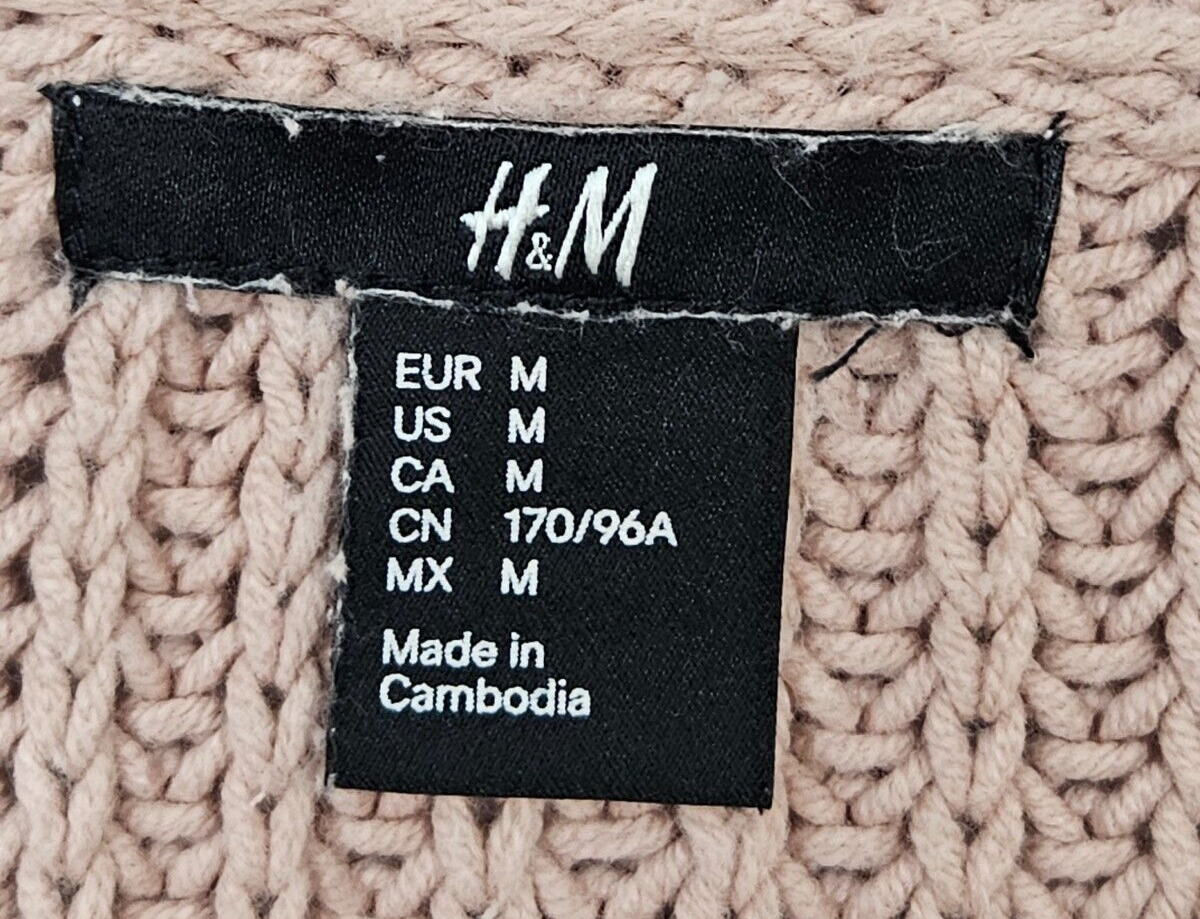 H&M
EUR M
US M
CA M
CN 170/96A
MX M
Made in
Cambodia